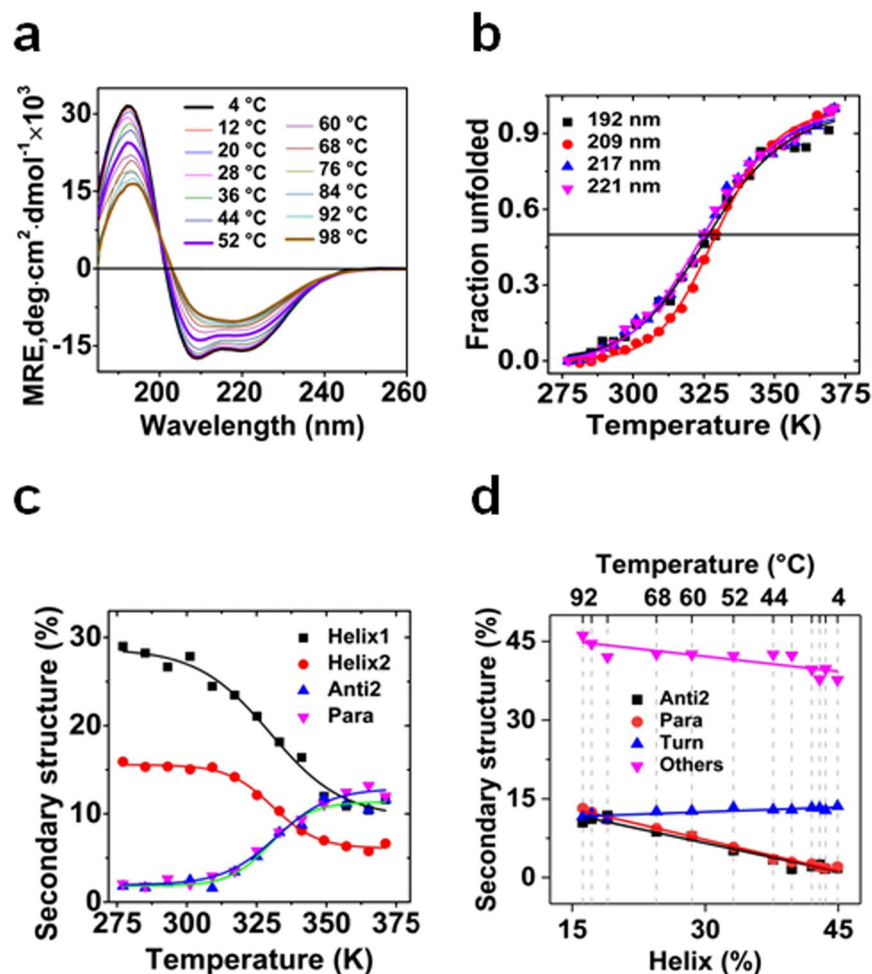 a
MRE,deg·cm²·dmol⁻¹×10³
30
15
0
-15
4 °C
12 °C
20 °C
28 °C
36 °C
44 °C
52 °C
60 °C
68 °C
76 °C
84 °C
92 °C
98 °C
200 220 240 260
Wavelength (nm)
b
Fraction unfolded
0.9
0.6
0.3
0.0
192 nm
209 nm
217 nm
221 nm
275 300 325 350 375
Temperature (K)
c
Secondary structure (%)
30
20
10
0
Helix1
Helix2
Anti2
Para
275 300 325 350 375
Temperature (K)
d
Temperature (°C)
92 68 60 52 44 4
Secondary structure (%)
45
30
15
0
Anti2
Para
Turn
Others
15 30 45
Helix (%)